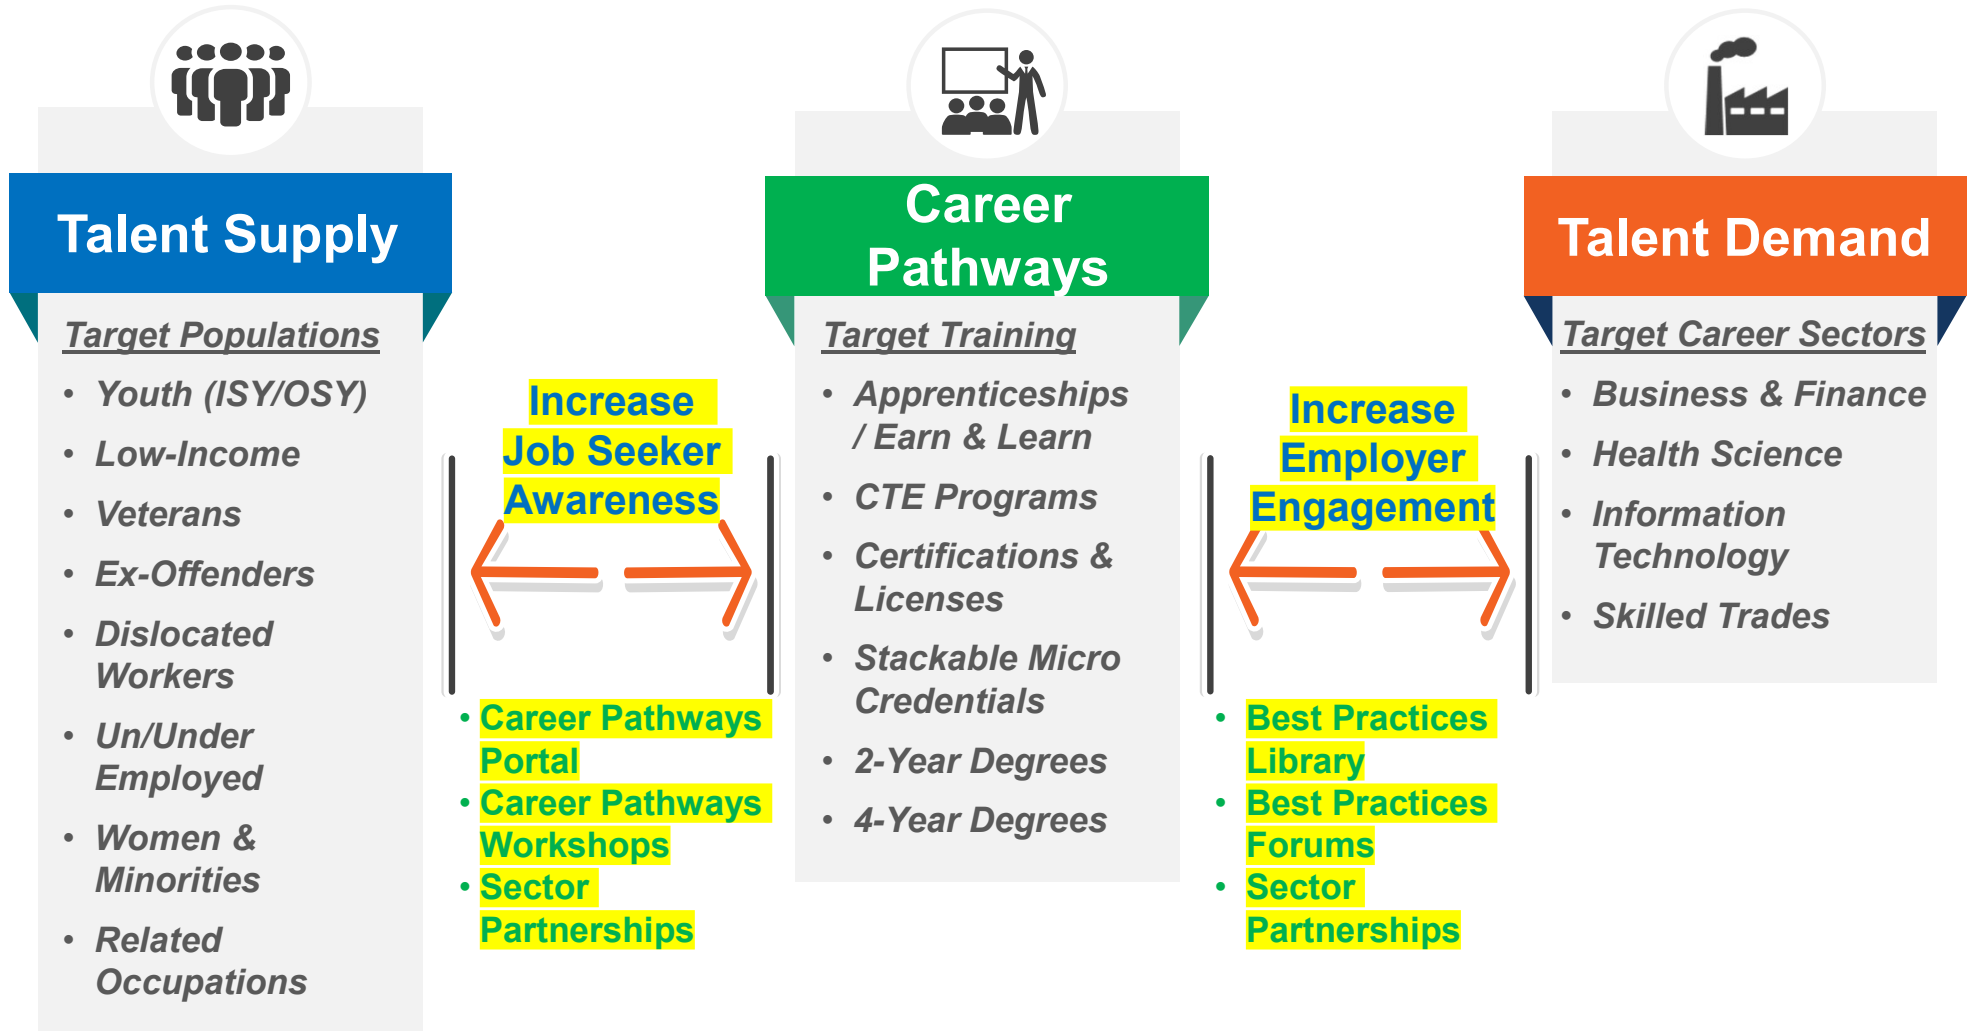 Talent Supply
Target Populations
• Youth (ISY/OSY)
• Low-Income
• Veterans
• Ex-Offenders
• Dislocated
Workers
• Un/Under
Employed
• Women &
Minorities
• Related
Occupations
Increase
Job Seeker
Awareness
• Career Pathways
Portal
• Career Pathways
Workshops
• Sector
Partnerships
Career
Pathways
Target Training
• Apprenticeships
/ Earn & Learn
• CTE Programs
• Certifications &
Licenses
• Stackable Micro
Credentials
• 2-Year Degrees
• 4-Year Degrees
Increase
Employer
Engagement
• Best Practices
Library
• Best Practices
Forums
• Sector
Partnerships
Talent Demand
Target Career Sectors
• Business & Finance
• Health Science
• Information
Technology
• Skilled Trades